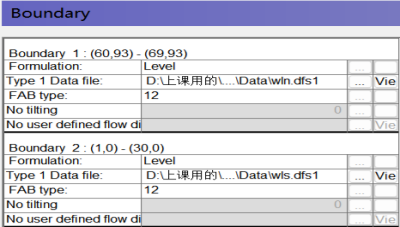 Boundary
Boundary 1 : (60,93) - (69,93)
Formulation: Level ...
Type 1 Data file: D:\上课用的\....\Data\wln.dfs1 ... Vie
FAB type: 12
No tilting 0 ...
No user defined flow di ... Vie
Boundary 2 : (1,0) - (30,0)
Formulation: Level ...
Type 1 Data file: D:\上课用的\....\Data\wls.dfs1 ... Vie
FAB type: 12
No tilting 0 ...
No user defined flow di ... Vie